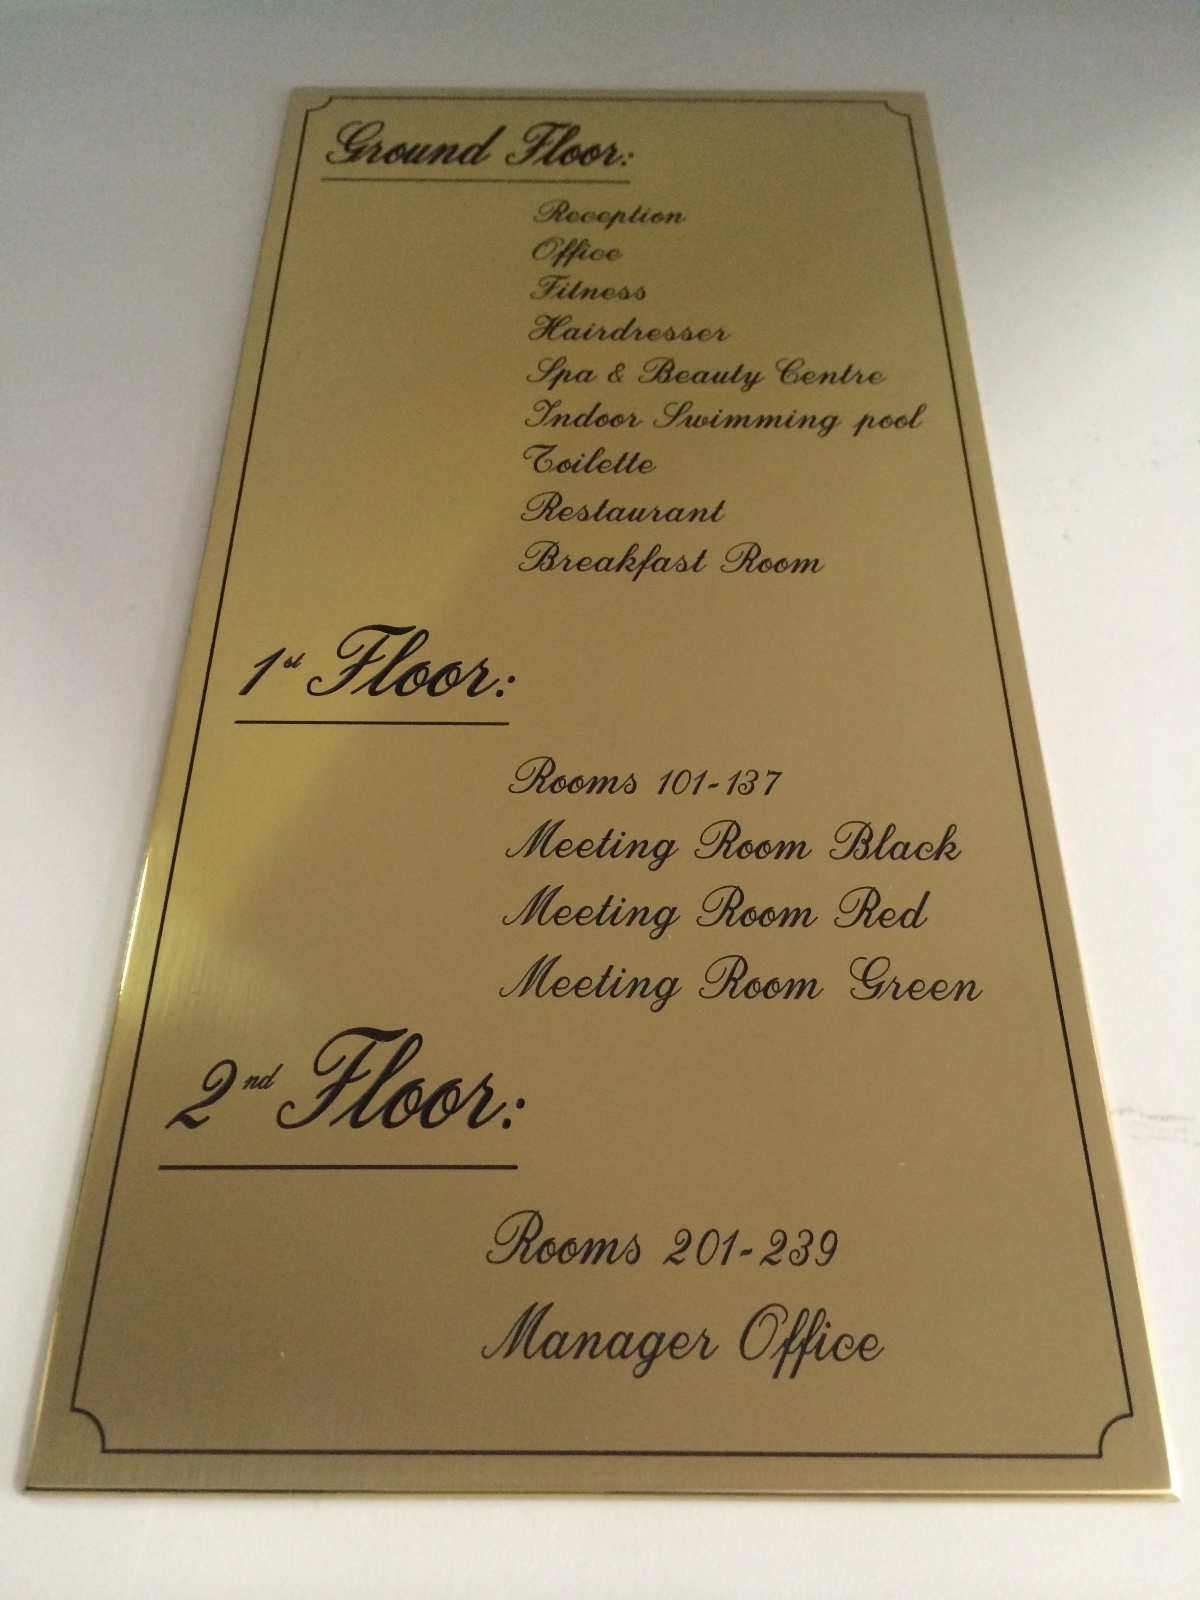 Ground Floor:
Reception
Office
Fitness
Hairdresser
Spa & Beauty Centre
Indoor Swimming pool
Toilette
Restaurant
Breakfast Room
1st Floor:
Rooms 101-137
Meeting Room Black
Meeting Room Red
Meeting Room Green
2nd Floor:
Rooms 201-239
Manager Office